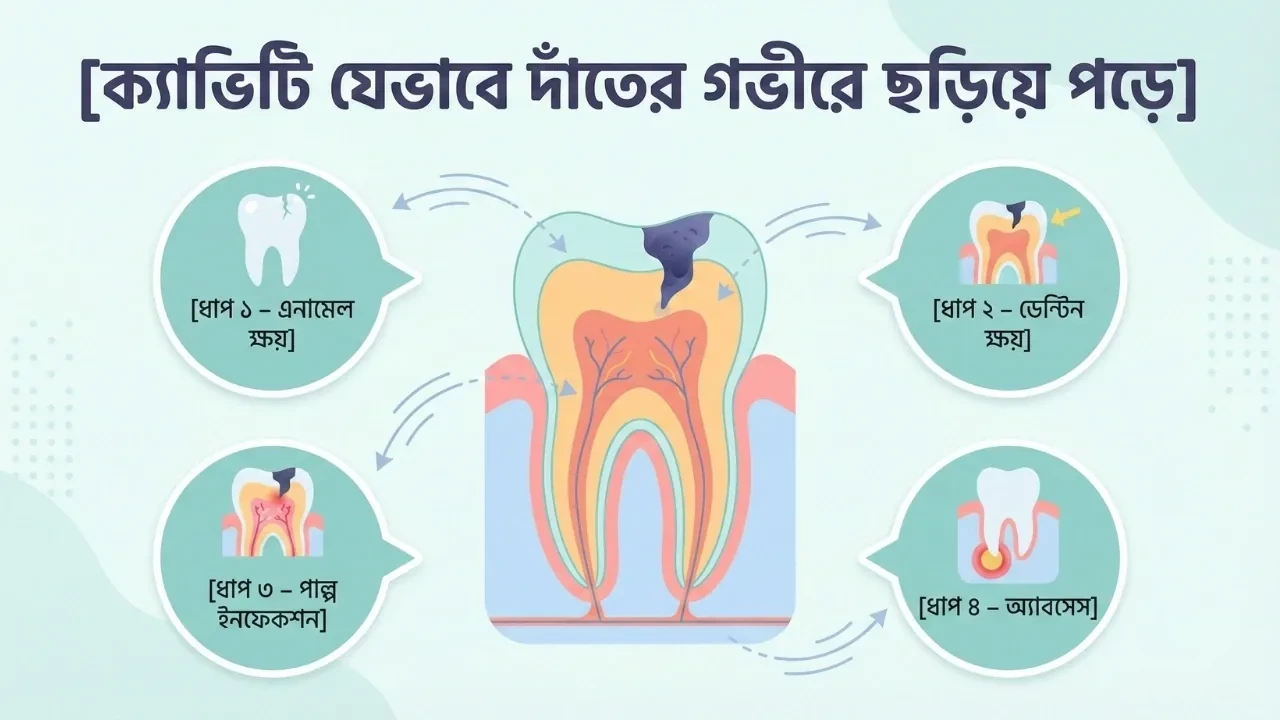 [ক্যাভিটি যেভাবে দাঁতের গভীরে ছড়িয়ে পড়ে]
[ধাপ ১ – এনামেল
ক্ষয়]
[ধাপ ২ – ডেন্টিন
ক্ষয়]
[ধাপ ৩ – পাল্প
ইনফেকশন]
[ধাপ ৪ – অ্যাবসেস]